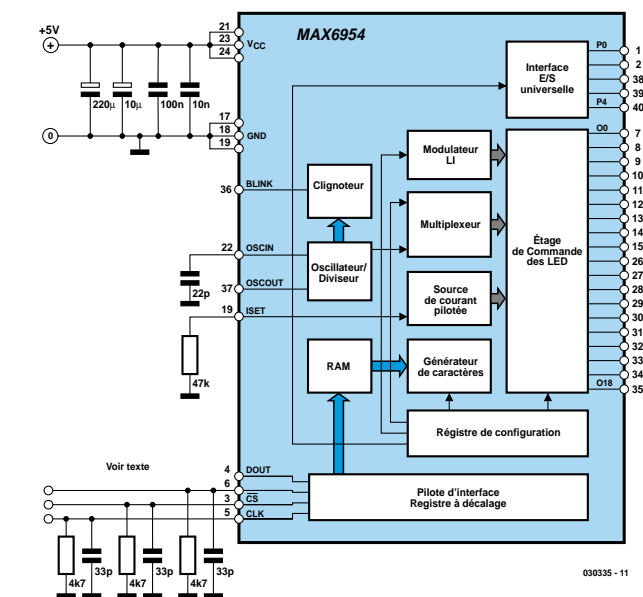 MAX6954
+5V
+
0
220µ
10µ
100n
10n
21
23
24
VCC
17
18
19
GND
36
BLINK
22
OSCIN
37
OSCOUT
22p
19
ISET
47k
Clignoteur
Oscillateur/
Diviseur
RAM
Modulateur
LI
Multiplexeur
Source
de courant
pilotée
Générateur
de caractères
Interface
E/S
universelle
Étage
de Commande
des LED
Régistre de configuration
Pilote d'interface
Registre à décalage
P0
P4
O0
O18
1
2
38
39
40
7
8
9
10
11
12
13
14
15
26
27
28
29
30
31
32
33
34
35
Voir texte
4
DOUT
6
3
CS
5
CLK
4k7
33p
4k7
33p
4k7
33p
030335 - 11